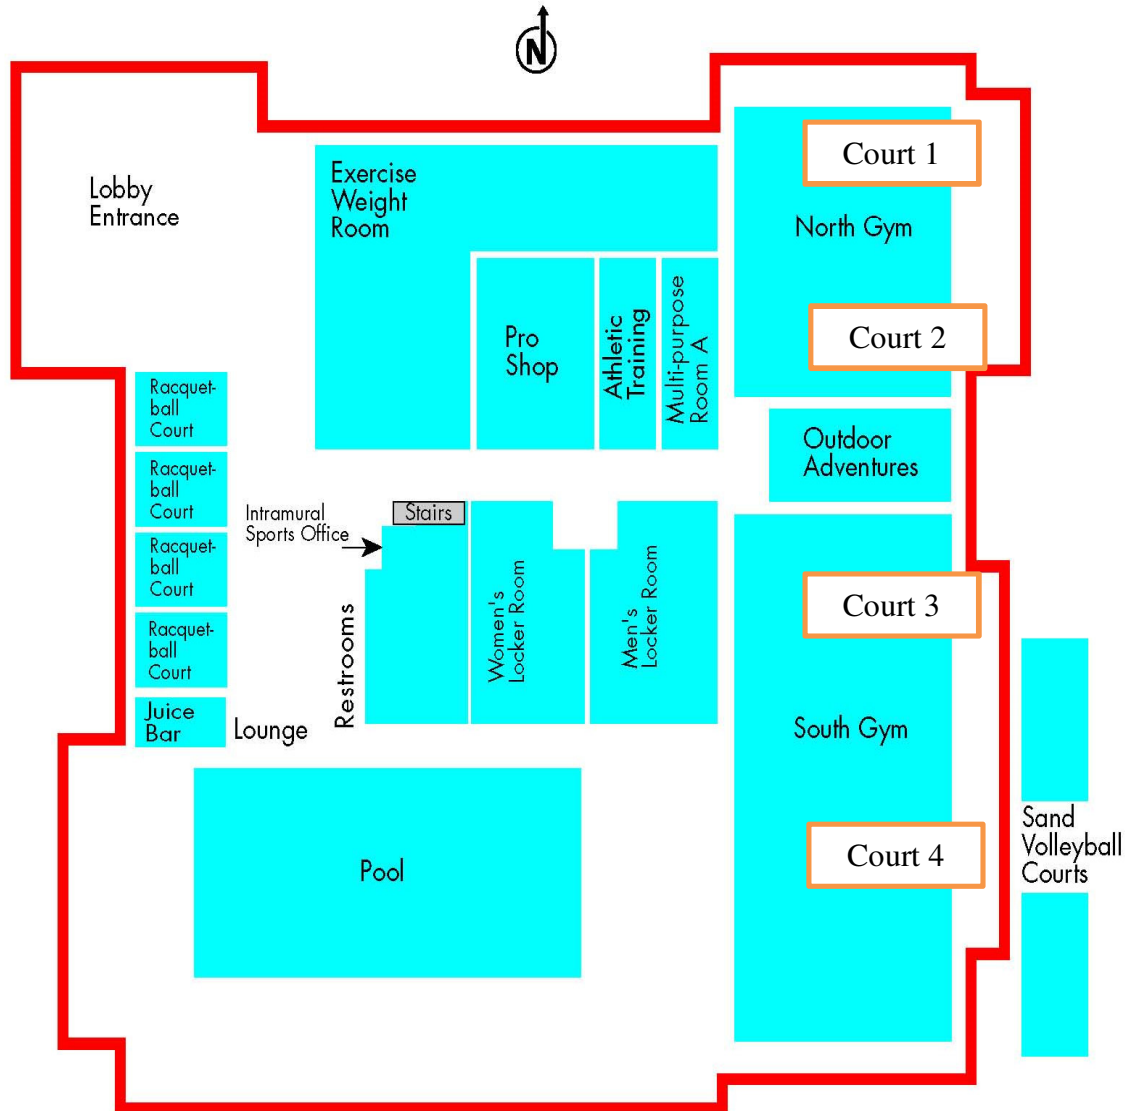 N
Lobby
Entrance
Exercise
Weight
Room
Court 1
North Gym
Court 2
Pro
Shop
Athletic
Training
Multi-purpose
Room A
Racquet-
ball
Court
Racquet-
ball
Court
Racquet-
ball
Court
Racquet-
ball
Court
Juice
Bar
Lounge
Intramural
Sports Office
Stairs
Restrooms
Women's
Locker Room
Men's
Locker Room
Outdoor
Adventures
Court 3
South Gym
Court 4
Pool
Sand
Volleyball
Courts